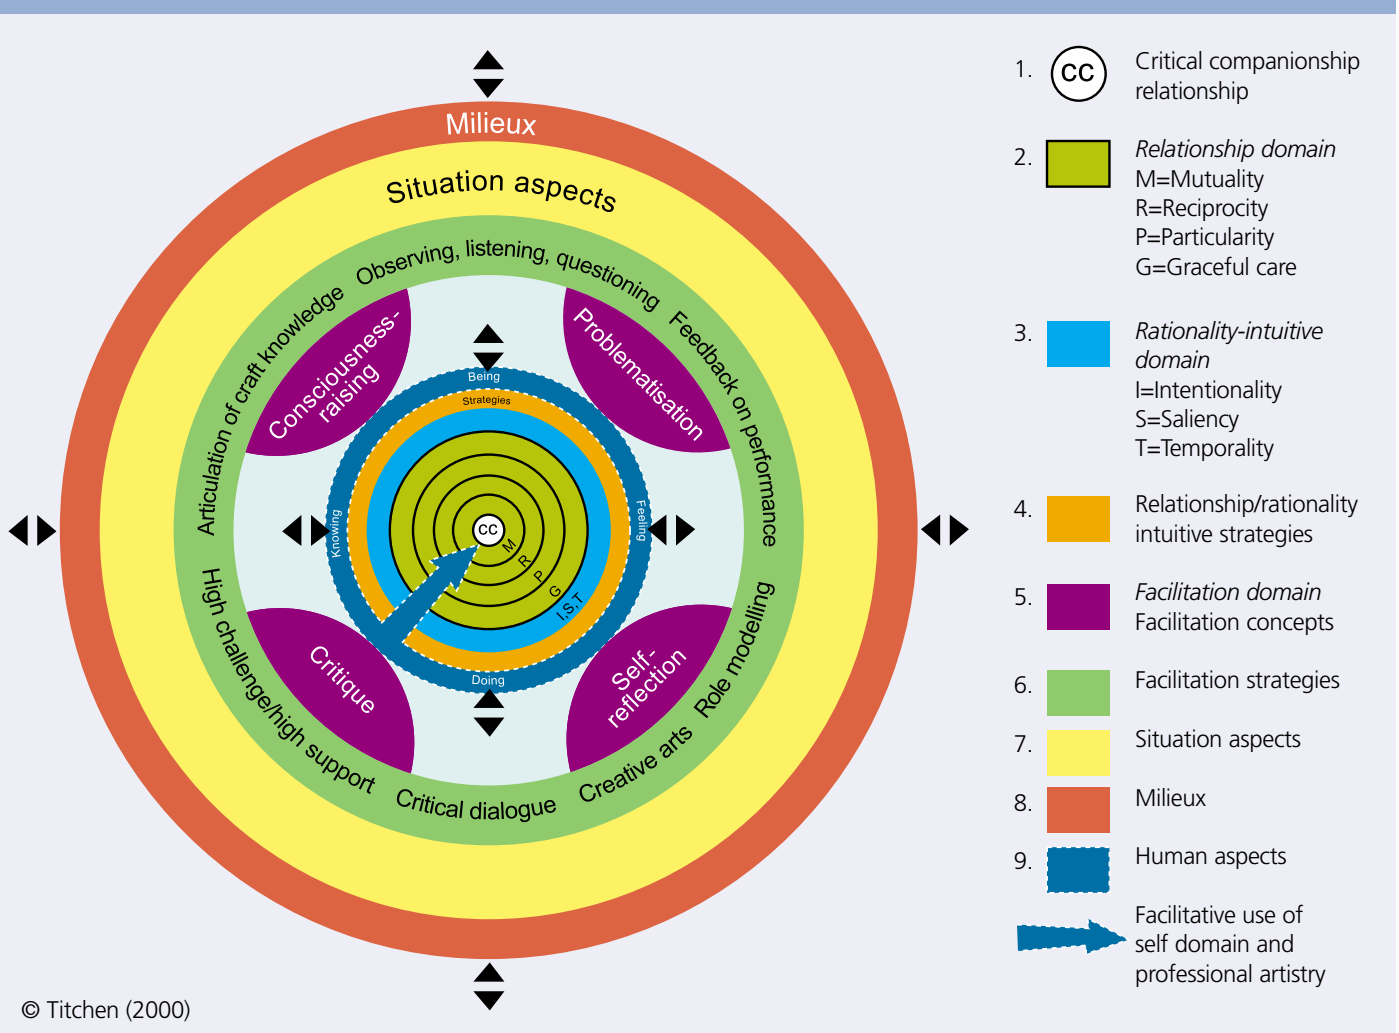 Milieux
Situation aspects
Observing, listening, questioning
Feedback on performance
Role modelling
Creative arts
Critical dialogue
High challenge/high support
Articulation of craft knowledge
Consciousness-
raising
Problematisation
Self-
reflection
Critique
Being
Strategies
Knowing
Feeling
Doing
CC
M
R
P
G
I,S,T
1. CC Critical companionship
relationship
2. Relationship domain
M=Mutuality
R=Reciprocity
P=Particularity
G=Graceful care
3. Rationality-intuitive
domain
I=Intentionality
S=Saliency
T=Temporality
4. Relationship/rationality
intuitive strategies
5. Facilitation domain
Facilitation concepts
6. Facilitation strategies
7. Situation aspects
8. Milieux
9. Human aspects
Facilitative use of
self domain and
professional artistry
© Titchen (2000)